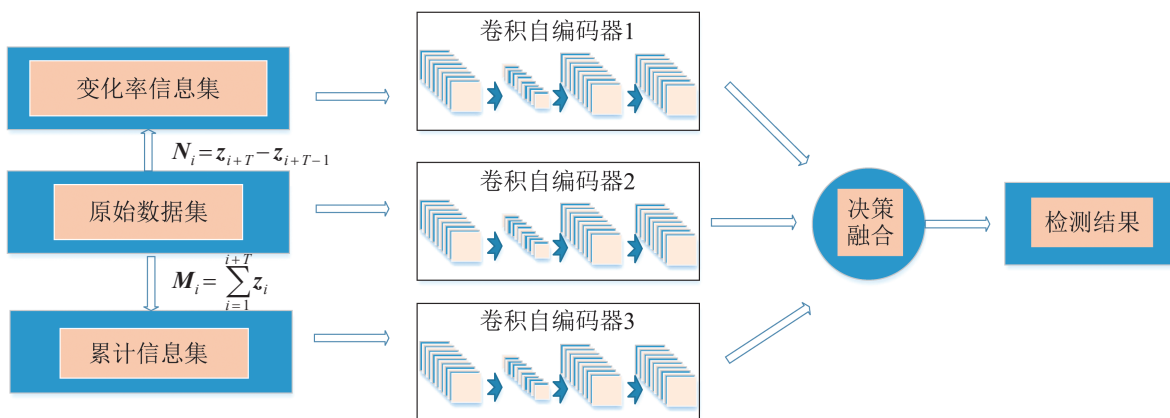 卷积自编码器1
变化率信息集
N_i = z_{i+T} − z_{i+T−1}
卷积自编码器2
原始数据集
决策
融合
检测结果
M_i = \sum_{i=1}^{i+T} z_i
卷积自编码器3
累计信息集